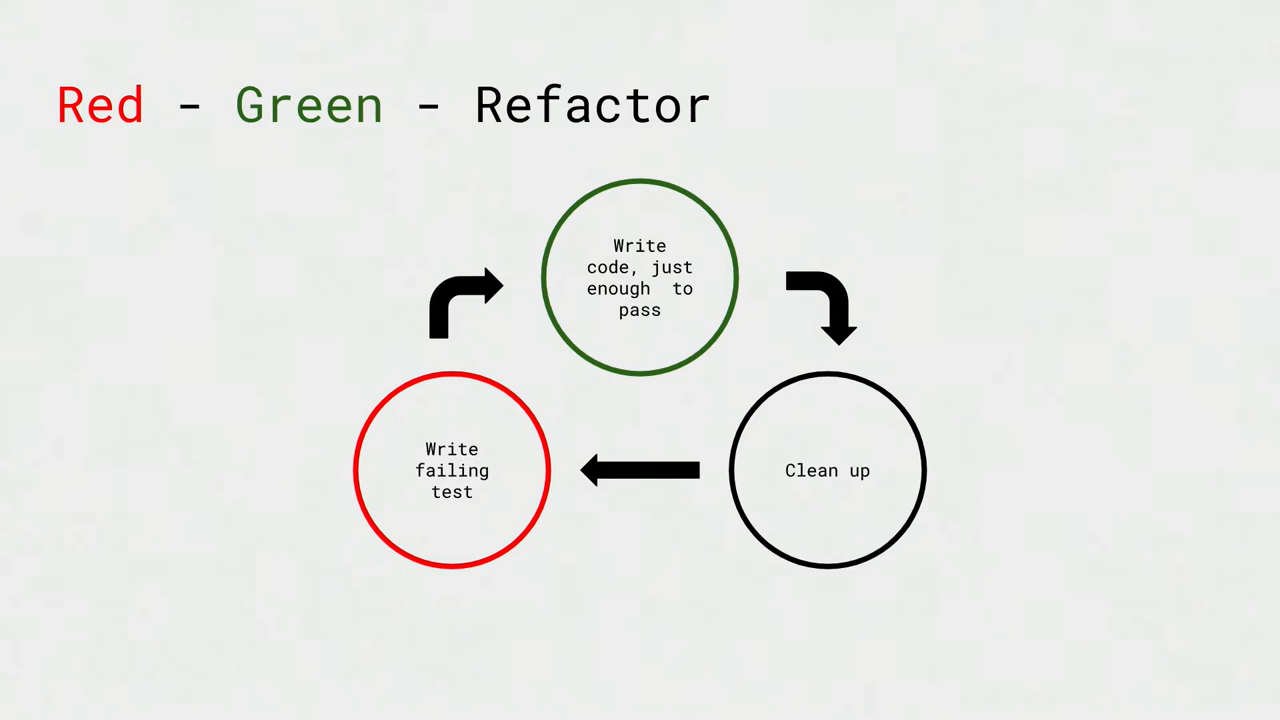 Red - Green - Refactor
Write
code, just
enough to
pass
Write
failing
test
Clean up